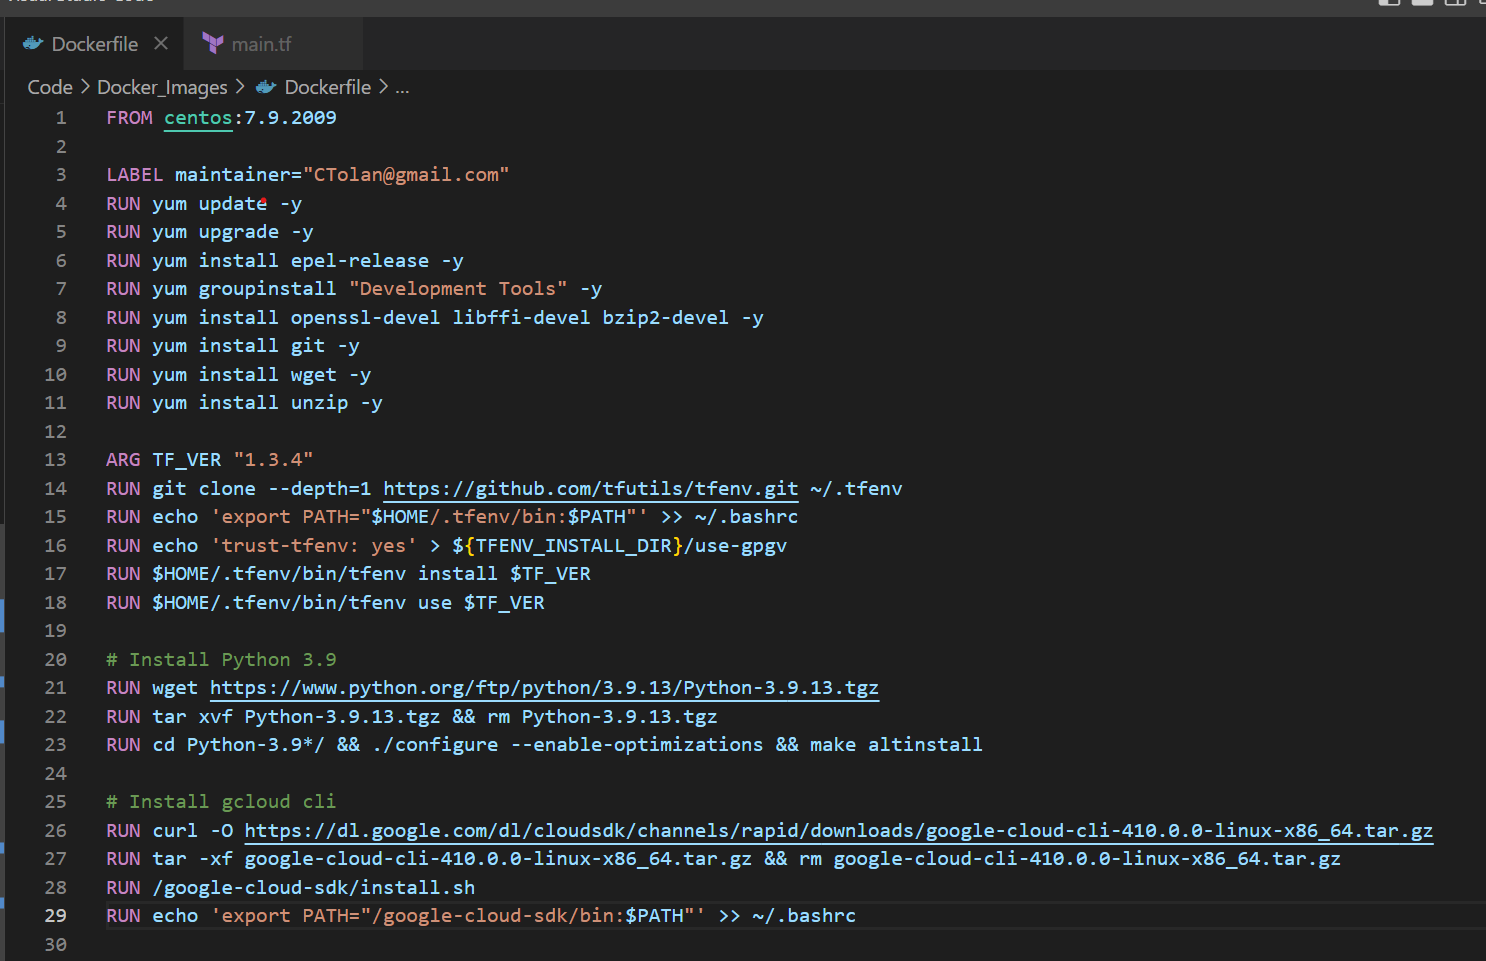 Dockerfile
main.tf
Code > Docker_Images > Dockerfile > ...
1 FROM centos:7.9.2009
2
3 LABEL maintainer="CTolan@gmail.com"
4 RUN yum update -y
5 RUN yum upgrade -y
6 RUN yum install epel-release -y
7 RUN yum groupinstall "Development Tools" -y
8 RUN yum install openssl-devel libffi-devel bzip2-devel -y
9 RUN yum install git -y
10 RUN yum install wget -y
11 RUN yum install unzip -y
12
13 ARG TF_VER "1.3.4"
14 RUN git clone --depth=1 https://github.com/tfutils/tfenv.git ~/.tfenv
15 RUN echo 'export PATH="$HOME/.tfenv/bin:$PATH"' >> ~/.bashrc
16 RUN echo 'trust-tfenv: yes' > ${TFENV_INSTALL_DIR}/use-gpgv
17 RUN $HOME/.tfenv/bin/tfenv install $TF_VER
18 RUN $HOME/.tfenv/bin/tfenv use $TF_VER
19
20 # Install Python 3.9
21 RUN wget https://www.python.org/ftp/python/3.9.13/Python-3.9.13.tgz
22 RUN tar xvf Python-3.9.13.tgz && rm Python-3.9.13.tgz
23 RUN cd Python-3.9*/ && ./configure --enable-optimizations && make altinstall
24
25 # Install gcloud cli
26 RUN curl -O https://dl.google.com/dl/cloudsdk/channels/rapid/downloads/google-cloud-cli-410.0.0-linux-x86_64.tar.gz
27 RUN tar -xf google-cloud-cli-410.0.0-linux-x86_64.tar.gz && rm google-cloud-cli-410.0.0-linux-x86_64.tar.gz
28 RUN /google-cloud-sdk/install.sh
29 RUN echo 'export PATH="/google-cloud-sdk/bin:$PATH"' >> ~/.bashrc
30